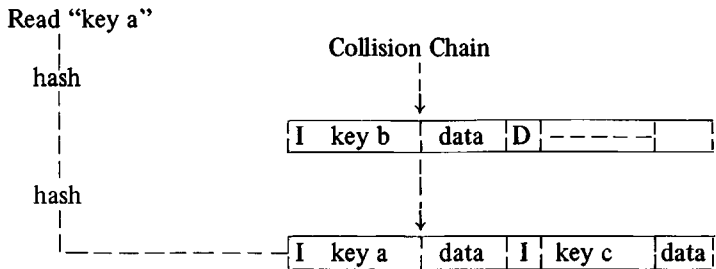 Read “key a”
Collision Chain
hash
I key b data D
hash
I key a data I key c data